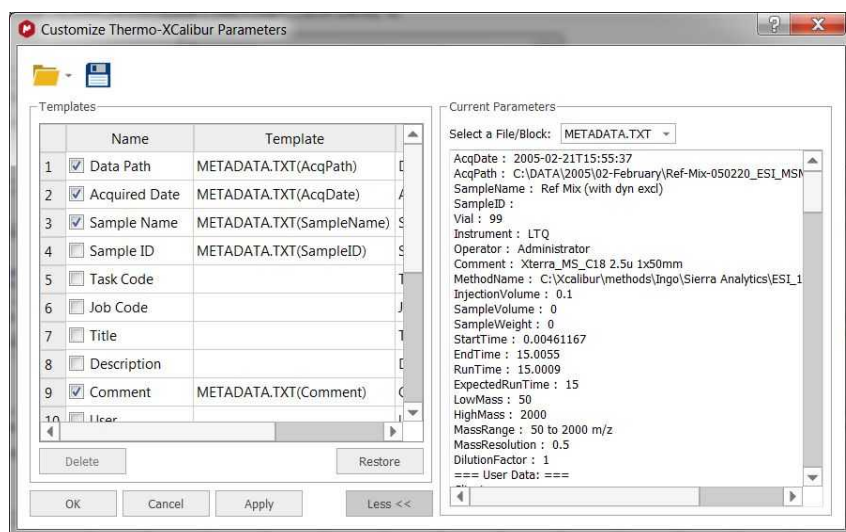 Customize Thermo-XCalibur Parameters
Templates
Name Template
1 Data Path METADATA.TXT(AcqPath)
2 Acquired Date METADATA.TXT(AcqDate)
3 Sample Name METADATA.TXT(SampleName)
4 Sample ID METADATA.TXT(SampleID)
5 Task Code
6 Job Code
7 Title
8 Description
9 Comment METADATA.TXT(Comment)
10 User
Delete Restore
OK Cancel Apply Less <<
Current Parameters
Select a File/Block: METADATA.TXT
AcqDate : 2005-02-21T15:55:37
AcqPath : C:\DATA\2005\02-February\Ref-Mix-050220_ESI_MSM
SampleName : Ref Mix (with dyn excl)
SampleID :
Vial : 99
Instrument : LTQ
Operator : Administrator
Comment : Xterra_MS_C18 2.5u 1x50mm
MethodName : C:\Xcalibur\methods\Ingo\Sierra Analytics\ESI_1
InjectionVolume : 0.1
SampleVolume : 0
SampleWeight : 0
StartTime : 0.00461167
EndTime : 15.0055
RunTime : 15.0009
ExpectedRunTime : 15
LowMass : 50
HighMass : 2000
MassRange : 50 to 2000 m/z
MassResolution : 0.5
DilutionFactor : 1
=== User Data: ===